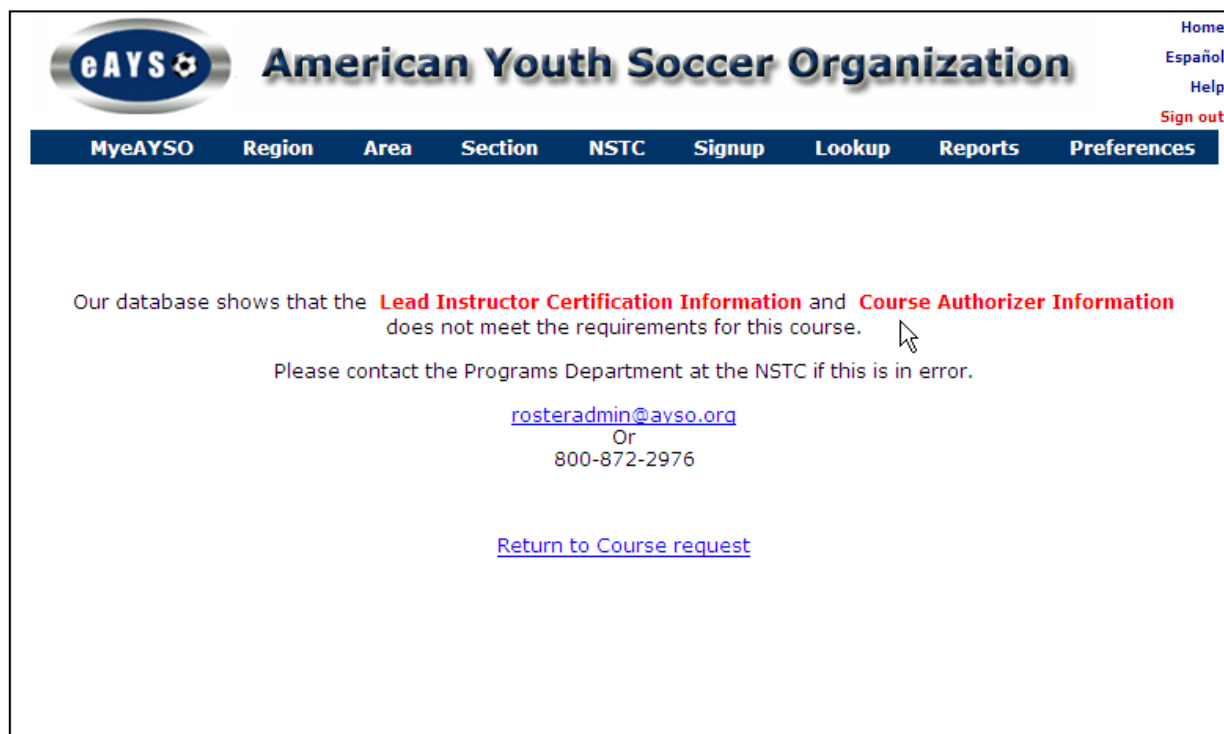 eAYSO
American Youth Soccer Organization
Home
Español
Help
Sign out
MyeAYSO Region Area Section NSTC Signup Lookup Reports Preferences
Our database shows that the Lead Instructor Certification Information and Course Authorizer Information
does not meet the requirements for this course.
Please contact the Programs Department at the NSTC if this is in error.
rosteradmin@ayso.org
Or
800-872-2976
Return to Course request